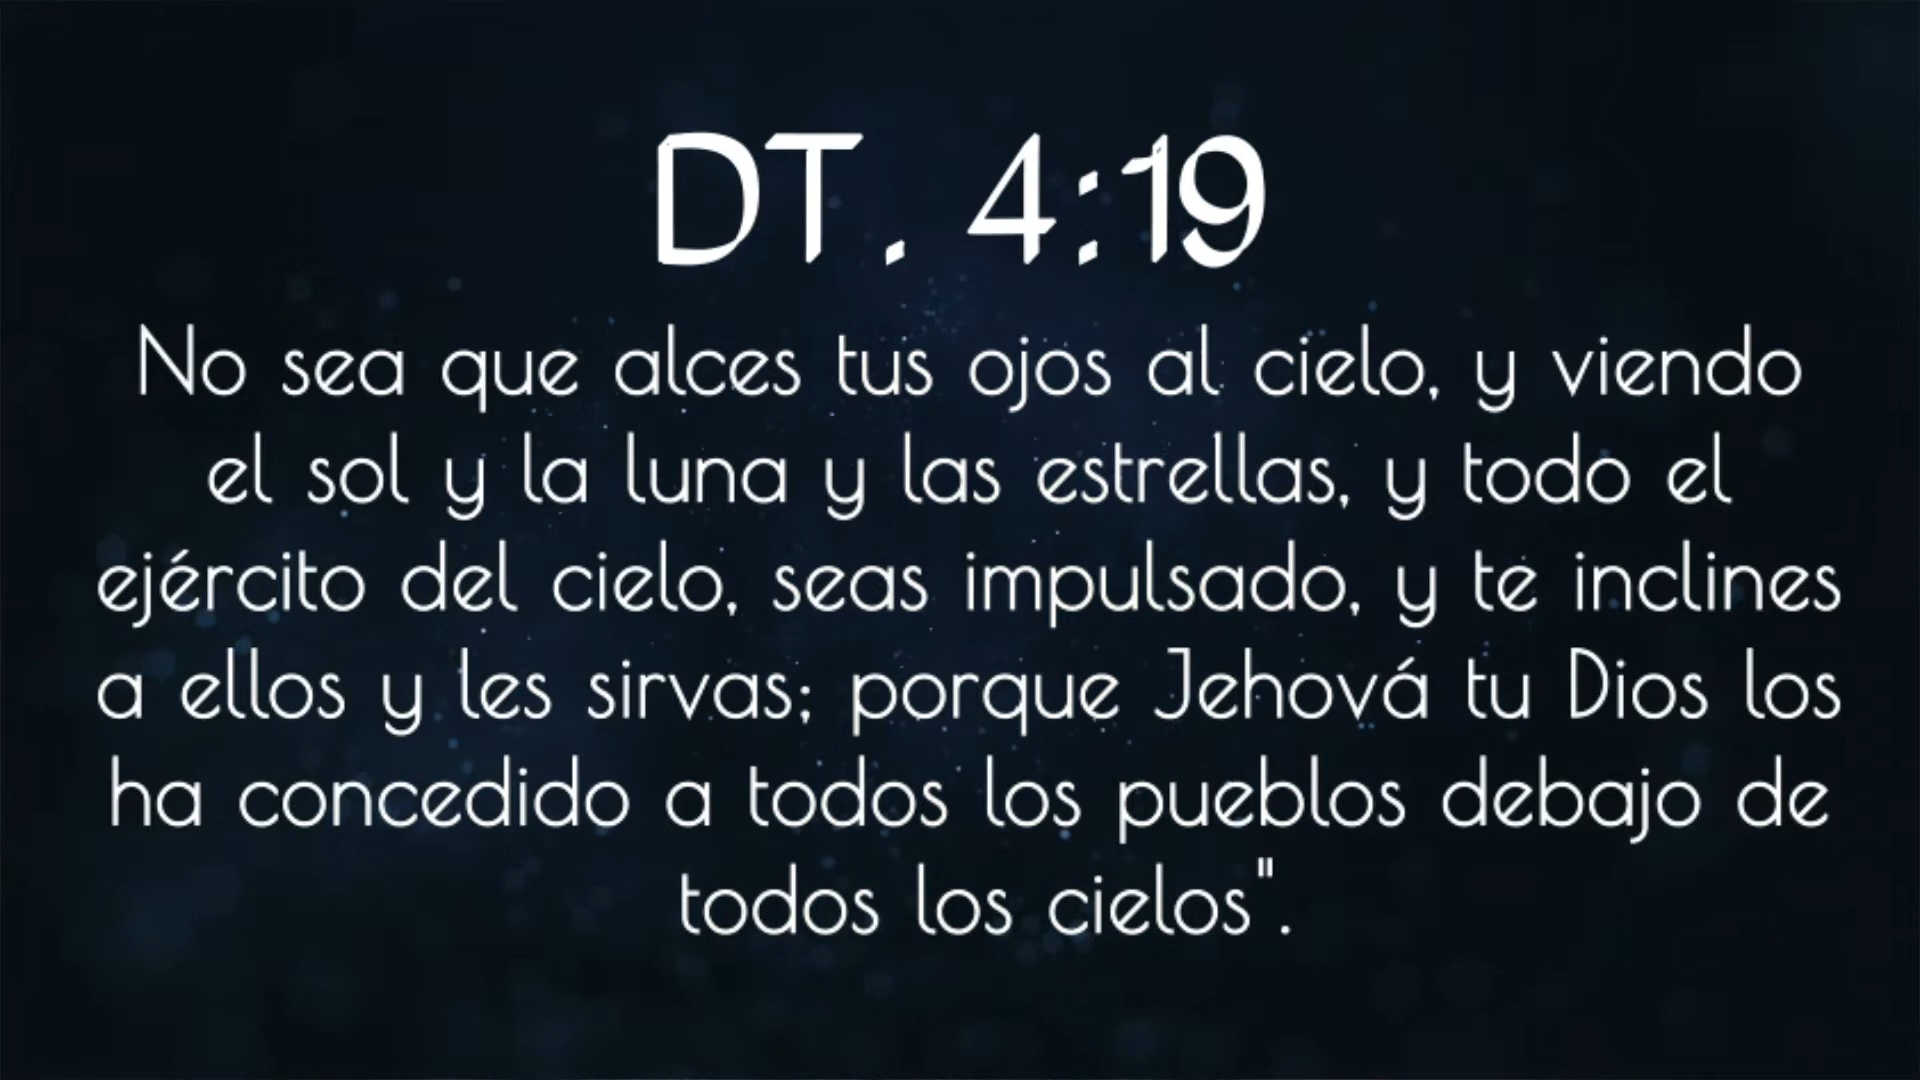 DT. 4:19
No sea que alces tus ojos al cielo, y viendo
el sol y la luna y las estrellas, y todo el
ejército del cielo, seas impulsado, y te inclines
a ellos y les sirvas; porque Jehová tu Dios los
ha concedido a todos los pueblos debajo de
todos los cielos".